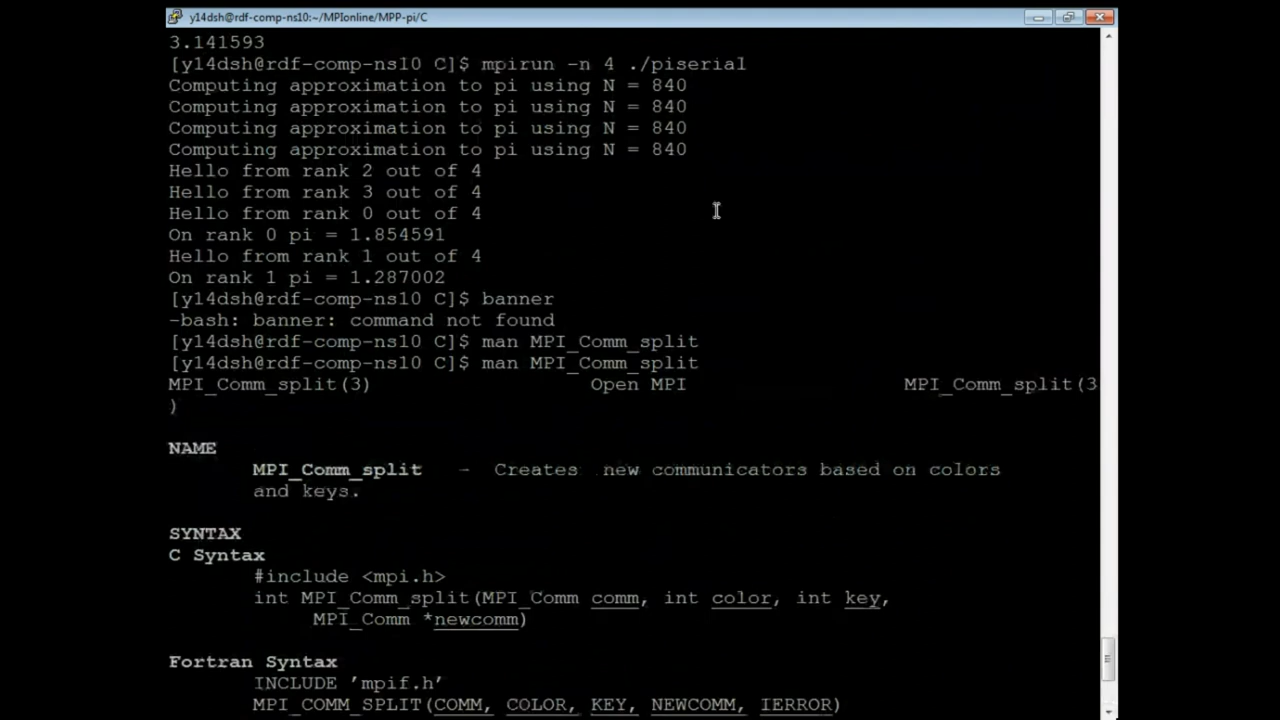 y14dsh@rdf-comp-ns10:~/MPIonline/MPP-pi/C
3.141593
[y14dsh@rdf-comp-ns10 C]$ mpirun -n 4 ./piserial
Computing approximation to pi using N = 840
Computing approximation to pi using N = 840
Computing approximation to pi using N = 840
Computing approximation to pi using N = 840
Hello from rank 2 out of 4
Hello from rank 3 out of 4
Hello from rank 0 out of 4
On rank 0 pi = 1.854591
Hello from rank 1 out of 4
On rank 1 pi = 1.287002
[y14dsh@rdf-comp-ns10 C]$ banner
-bash: banner: command not found
[y14dsh@rdf-comp-ns10 C]$ man MPI_Comm_split
[y14dsh@rdf-comp-ns10 C]$ man MPI_Comm_split
MPI_Comm_split(3) Open MPI MPI_Comm_split(3
)
NAME
MPI_Comm_split - Creates new communicators based on colors
and keys.
SYNTAX
C Syntax
#include <mpi.h>
int MPI_Comm_split(MPI_Comm comm, int color, int key,
MPI_Comm *newcomm)
Fortran Syntax
INCLUDE 'mpif.h'
MPI_COMM_SPLIT(COMM, COLOR, KEY, NEWCOMM, IERROR)